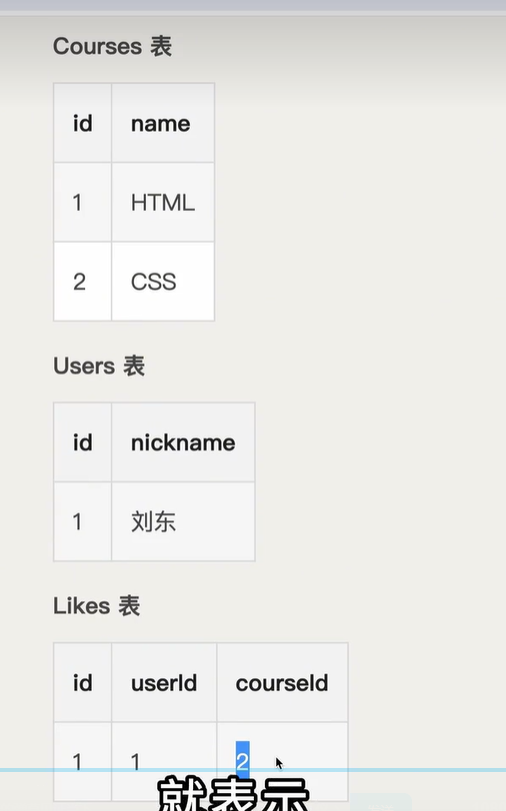 Courses 表
id name
1 HTML
2 CSS
Users 表
id nickname
1 刘东
Likes 表
id userId courseId
1 1 2
就表示